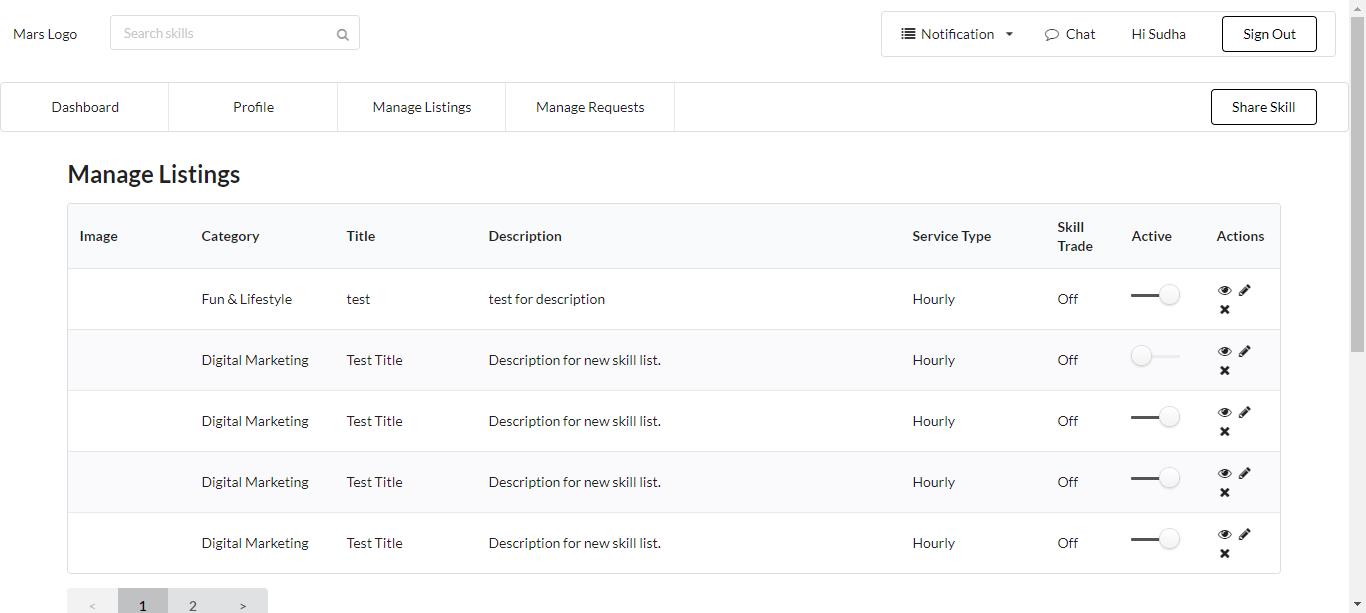 Mars Logo
Search skills
Notification
Chat
Hi Sudha
Sign Out
Dashboard
Profile
Manage Listings
Manage Requests
Share Skill
Manage Listings
Image Category Title Description Service Type Skill Trade Active Actions
Fun & Lifestyle test test for description Hourly Off
Digital Marketing Test Title Description for new skill list. Hourly Off
Digital Marketing Test Title Description for new skill list. Hourly Off
Digital Marketing Test Title Description for new skill list. Hourly Off
Digital Marketing Test Title Description for new skill list. Hourly Off
< 1 2 >